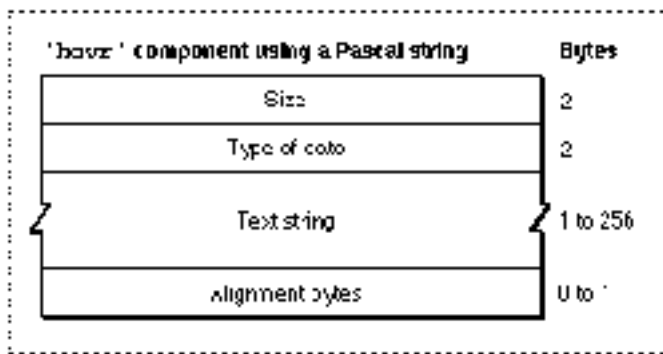 'hovr' component using a Pascal string Bytes
Size 2
Type of data 2
Text string 1 to 256
Alignment bytes 0 to 1